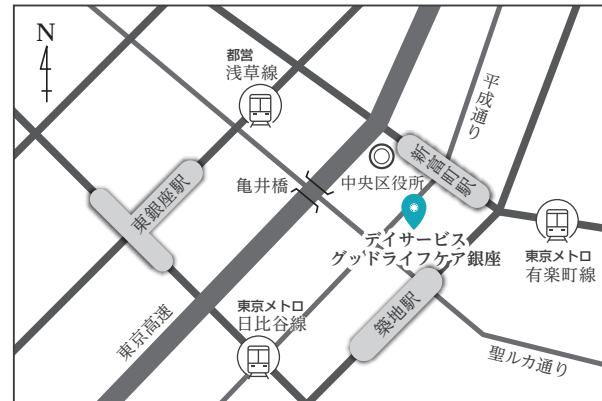 N
都営
浅草線
平成通り
新富町駅
亀井橋
中央区役所
東銀座駅
デイサービス
グッドライフケア銀座
東京メトロ
有楽町線
東京メトロ
日比谷線
築地駅
東京高速
聖ルカ通り